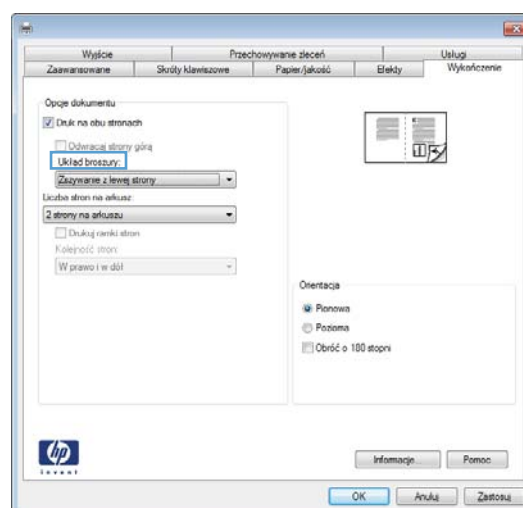 Wyjście
Przechowywanie zleceń
Usługi
Zaawansowane
Skróty klawiszowe
Papier/jakość
Efekty
Wykończenie
Opcje dokumentu
Druk na obu stronach
Odwracaj strony górą
Układ broszury:
Zszywanie z lewej strony
Liczba stron na arkusz:
2 strony na arkuszu
Drukuj ramki stron
Kolejność stron:
W prawo i w dół
Orientacja
Pionowa
Pozioma
Obróć o 180 stopni
hp
invent
Informacje...
Pomoc
OK
Anuluj
Zastosuj